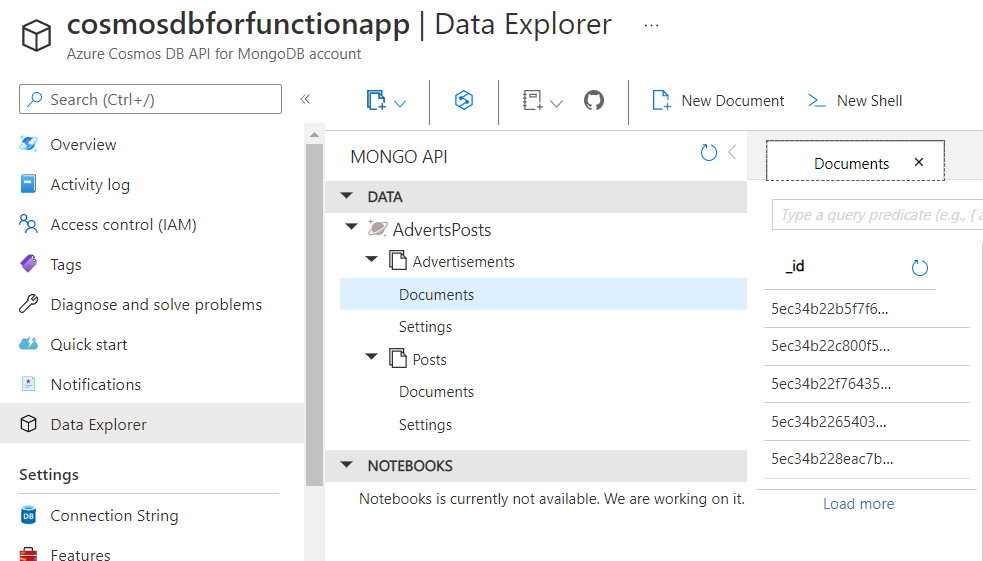 cosmosdbforfunctionapp | Data Explorer ...
Azure Cosmos DB API for MongoDB account
Search (Ctrl+/)
«
Overview
Activity log
Access control (IAM)
Tags
Diagnose and solve problems
Quick start
Notifications
Data Explorer
Settings
DB Connection String
Features
New Document
New Shell
MONGO API
DATA
AdvertsPosts
Advertisements
Documents
Settings
Posts
Documents
Settings
NOTEBOOKS
Notebooks is currently not available. We are working on it.
Documents
Type a query predicate (e.g., {
_id
5ec34b22b5f7f6...
5ec34b22c800f5...
5ec34b22f76435...
5ec34b2265403...
5ec34b228eac7b...
Load more